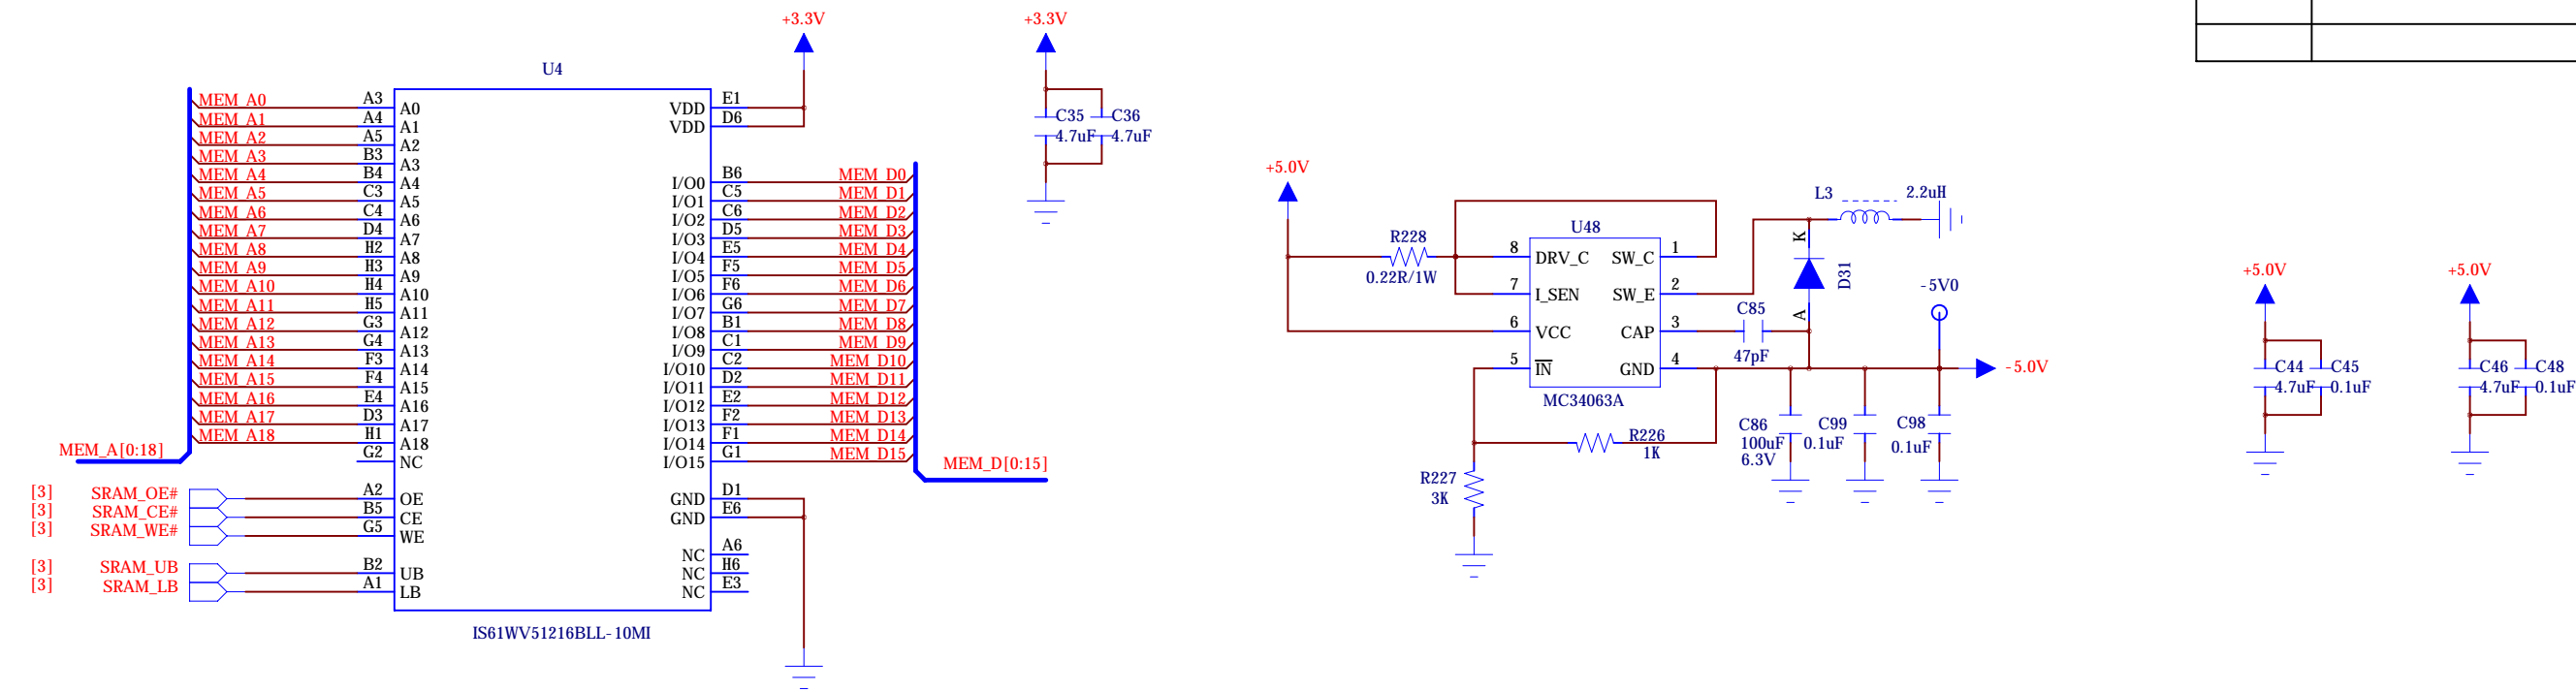 +3.3V
U4
MEM_A0 A3 A0
MEM_A1 A4 A1
MEM_A2 A5 A2
MEM_A3 B3 A3
MEM_A4 B4 A4
MEM_A5 C3 A5
MEM_A6 C4 A6
MEM_A7 D4 A7
MEM_A8 H2 A8
MEM_A9 H3 A9
MEM_A10 H4 A10
MEM_A11 H5 A11
MEM_A12 G3 A12
MEM_A13 G4 A13
MEM_A14 F3 A14
MEM_A15 F4 A15
MEM_A16 E4 A16
MEM_A17 D3 A17
MEM_A18 H1 A18
G2 NC
MEM_A[0:18]
[3] SRAM_OE# A2 OE
[3] SRAM_CE# B5 CE
[3] SRAM_WE# G5 WE
[3] SRAM_UB B2 UB
[3] SRAM_LB A1 LB
VDD E1
VDD D6
I/O0 B6 MEM_D0
I/O1 C5 MEM_D1
I/O2 C6 MEM_D2
I/O3 D5 MEM_D3
I/O4 E5 MEM_D4
I/O5 F5 MEM_D5
I/O6 F6 MEM_D6
I/O7 G6 MEM_D7
I/O8 B1 MEM_D8
I/O9 C1 MEM_D9
I/O10 C2 MEM_D10
I/O11 D2 MEM_D11
I/O12 E2 MEM_D12
I/O13 F2 MEM_D13
I/O14 F1 MEM_D14
I/O15 G1 MEM_D15
MEM_D[0:15]
GND D1
GND E6
NC A6
NC H6
NC E3
IS61WV51216BLL-10MI
+3.3V
C35 C36
4.7uF 4.7uF
+5.0V
R228
0.22R/1W
U48
8 DRV_C SW_C 1
7 I_SEN SW_E 2
6 VCC CAP 3
5 IN GND 4
MC34063A
L3 2.2uH
K
D31
A
C85
47pF
-5V0
-5.0V
R226
1K
R227
3K
C86
100uF
6.3V
C99
0.1uF
C98
0.1uF
+5.0V
C44 C45
4.7uF 0.1uF
+5.0V
C46 C48
4.7uF 0.1uF